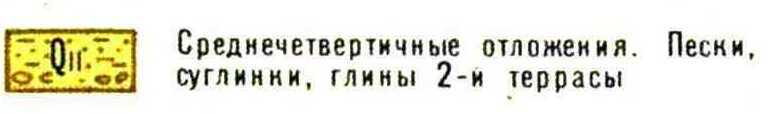 QII Среднечетвертичные отложения. Пески,
суглинки, глины 2-й террасы